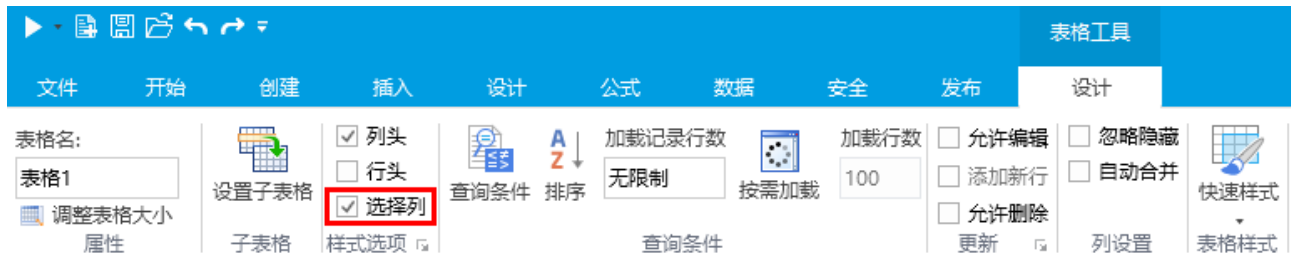 表格工具
文件 开始 创建 插入 设计 公式 数据 安全 发布 设计
表格名:
表格1
调整表格大小
属性
设置子表格
子表格
列头
行头
选择列
样式选项
查询条件
A
Z
排序
加载记录行数
无限制
按需加载
加载行数
100
查询条件
允许编辑
添加新行
允许删除
更新
忽略隐藏
自动合并
列设置
快速样式
表格样式